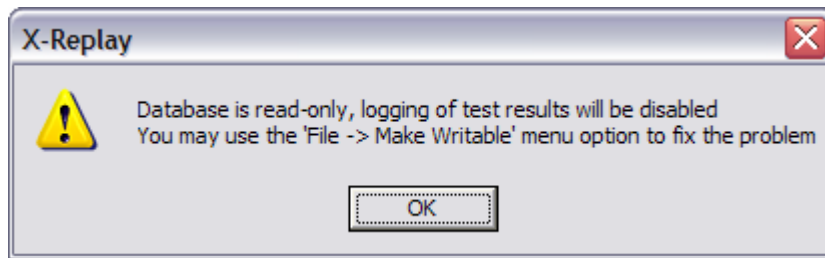 X-Replay
Database is read-only, logging of test results will be disabled
You may use the 'File -> Make Writable' menu option to fix the problem
OK